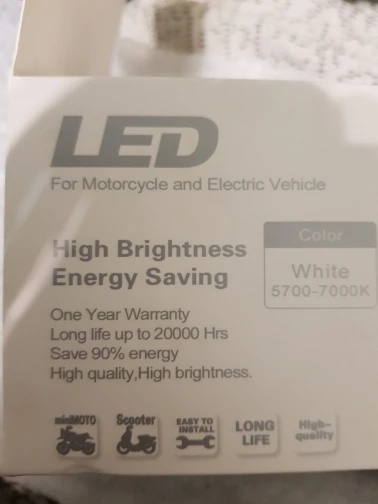 LED
For Motorcycle and Electric Vehicle
Color
High Brightness
White
Energy Saving
5700-7000K
One Year Warranty
Long life up to 20000 Hrs
Save 90% energy
High quality,High brightness.
miniMOTO
Scooter
EASY TO
INSTALL
LONG
LIFE
High-
quality